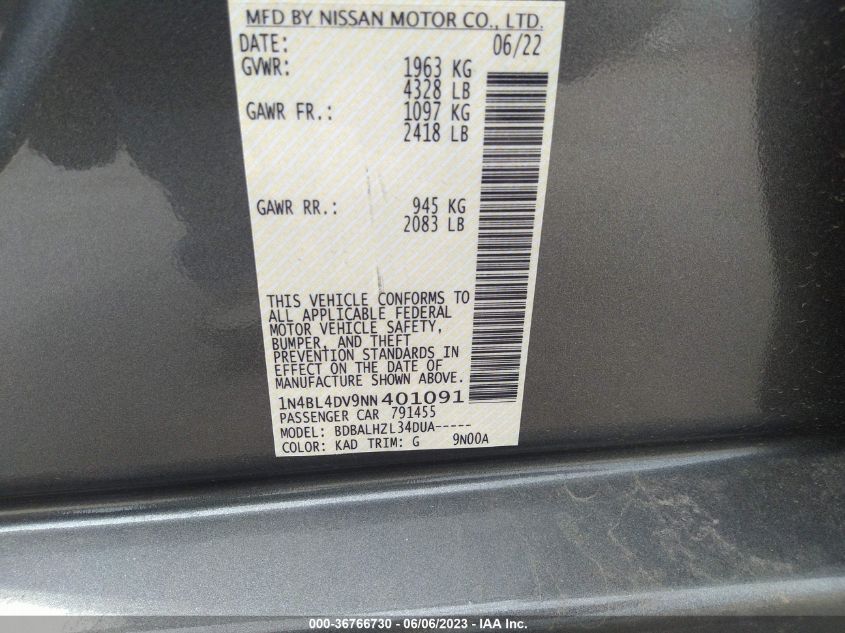 MFD BY NISSAN MOTOR CO., LTD.
DATE: 06/22
GVWR: 1963 KG
4328 LB
GAWR FR.: 1097 KG
2418 LB
GAWR RR.: 945 KG
2083 LB
THIS VEHICLE CONFORMS TO
ALL APPLICABLE FEDERAL
MOTOR VEHICLE SAFETY,
BUMPER, AND THEFT
PREVENTION STANDARDS IN
EFFECT ON THE DATE OF
MANUFACTURE SHOWN ABOVE.
1N4BL4DV9NN401091
PASSENGER CAR 791455
MODEL: BDBALHZL34DUA-----
COLOR: KAD TRIM: G 9N00A
000-36766730 - 06/06/2023 - IAA Inc.